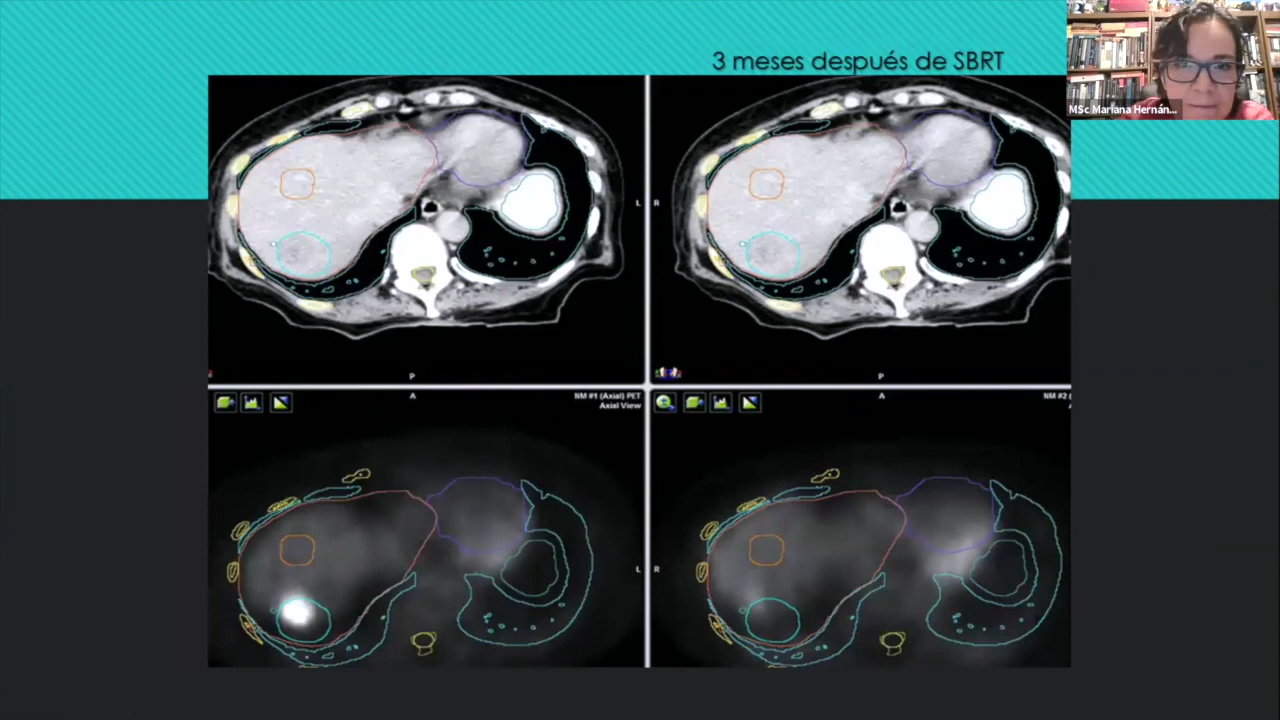 3 meses después de SBRT
MSc Mariana Hernán...
L
R
P
P
A
NM #1 (Axial) PET
Axial View
A
NM #2 (
L
R